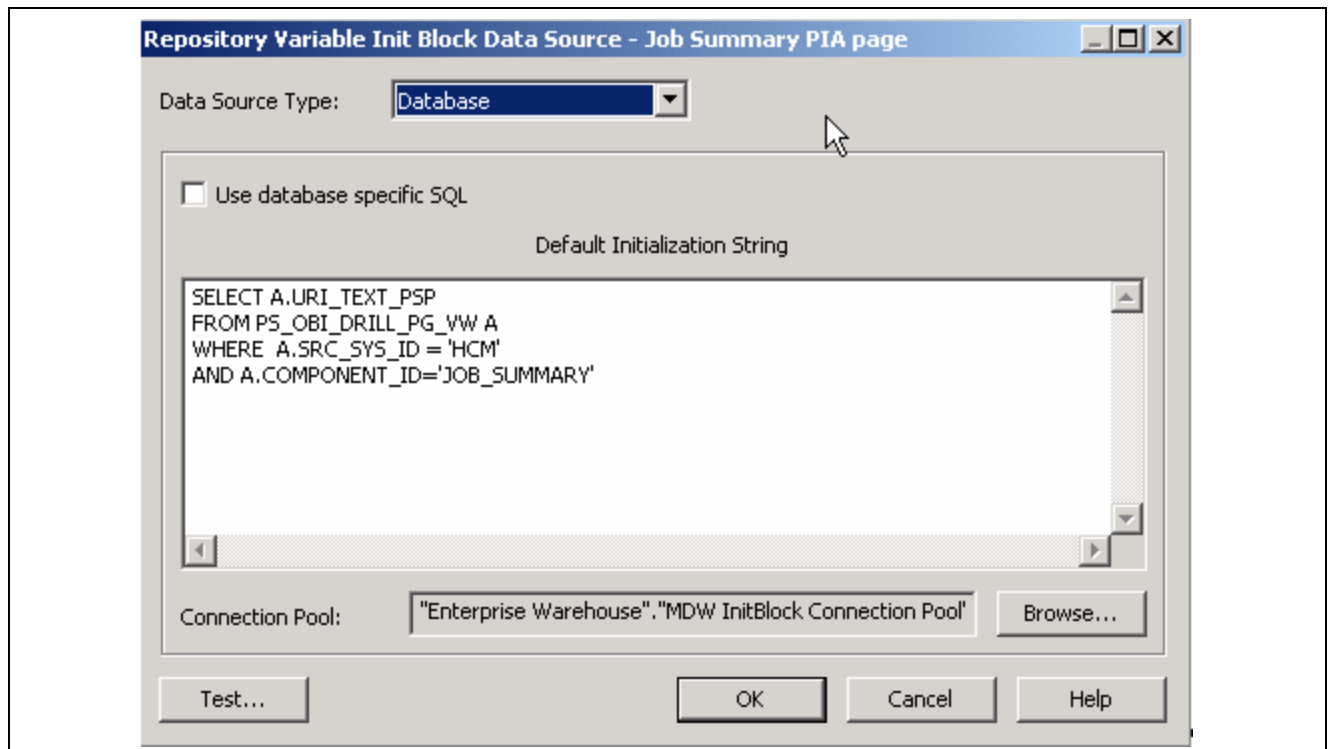 Repository Variable Init Block Data Source - Job Summary PIA page
Data Source Type: Database
Use database specific SQL
Default Initialization String
SELECT A.URI_TEXT_PSP
FROM PS_OBI_DRILL_PG_VW A
WHERE  A.SRC_SYS_ID = 'HCM'
AND A.COMPONENT_ID='JOB_SUMMARY'
Connection Pool: "Enterprise Warehouse"."MDW InitBlock Connection Pool" Browse...
Test... OK Cancel Help